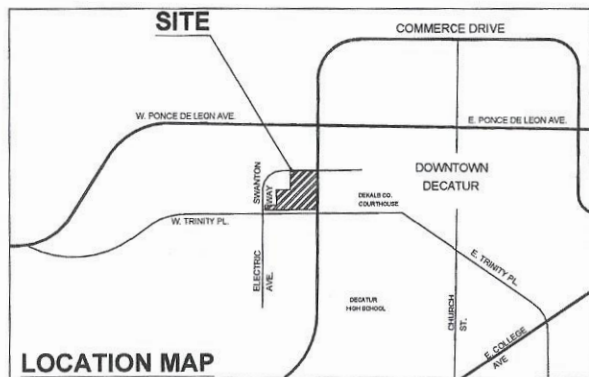 SITE
COMMERCE DRIVE
W. PONCE DE LEON AVE.
E. PONCE DE LEON AVE.
SWANTON
WAY
DOWNTOWN
DECATUR
DEKALB CO.
COURTHOUSE
W. TRINITY PL.
E. TRINITY PL.
ELECTRIC
AVE.
DECATUR
HIGH SCHOOL
CHURCH
ST.
E. COLLEGE
AVE
LOCATION MAP